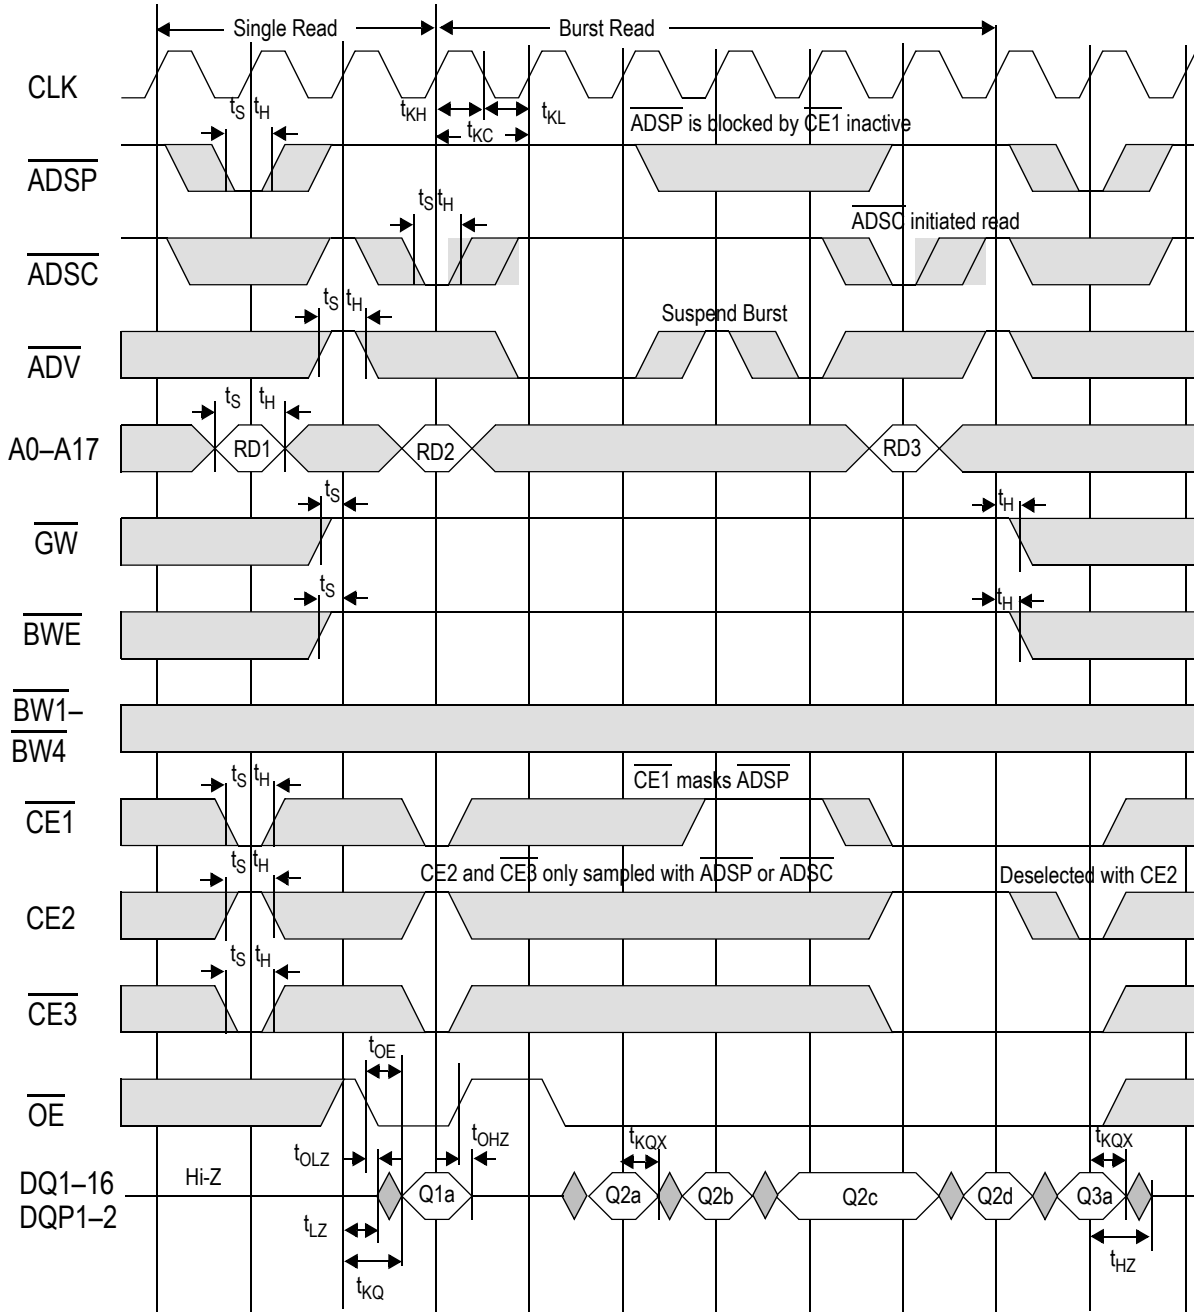 Single Read Burst Read
CLK
tS tH tKH tKL
tKC
ADSP is blocked by CE1 inactive
ADSP
tS tH
ADSC initiated read
ADSC
tS tH
Suspend Burst
ADV
tS tH
A0–A17 RD1 RD2 RD3
tS tH
GW
tS tH
BWE
BW1–
BW4
CE1 masks ADSP
tS tH
CE1
CE2 and CE3 only sampled with ADSP or ADSC
tS tH Deselected with CE2
CE2
tS tH
CE3
tOE
OE
tOLZ tOHZ tKQX tKQX
DQ1–16 Hi-Z Q1a Q2a Q2b Q2c Q2d Q3a
DQP1–2
tLZ tHZ
tKQ